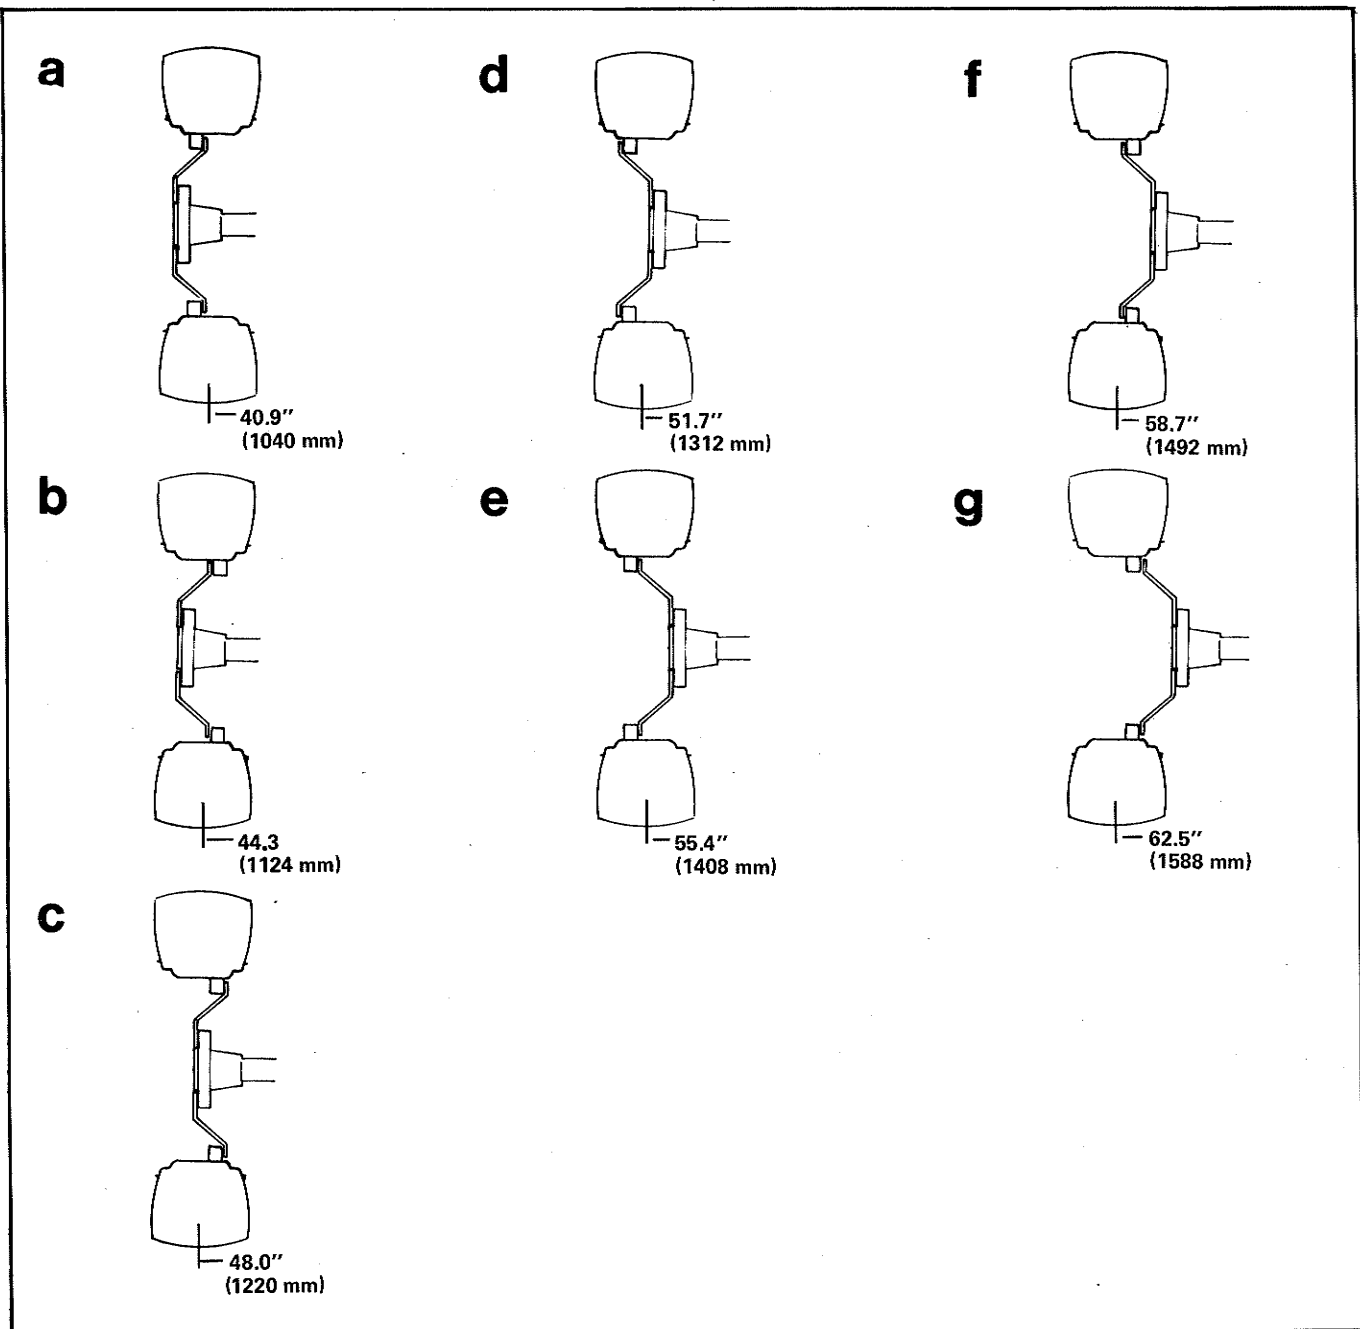 a
40.9"
(1040 mm)
b
44.3
(1124 mm)
c
48.0"
(1220 mm)
d
51.7"
(1312 mm)
e
55.4"
(1408 mm)
f
58.7"
(1492 mm)
g
62.5"
(1588 mm)